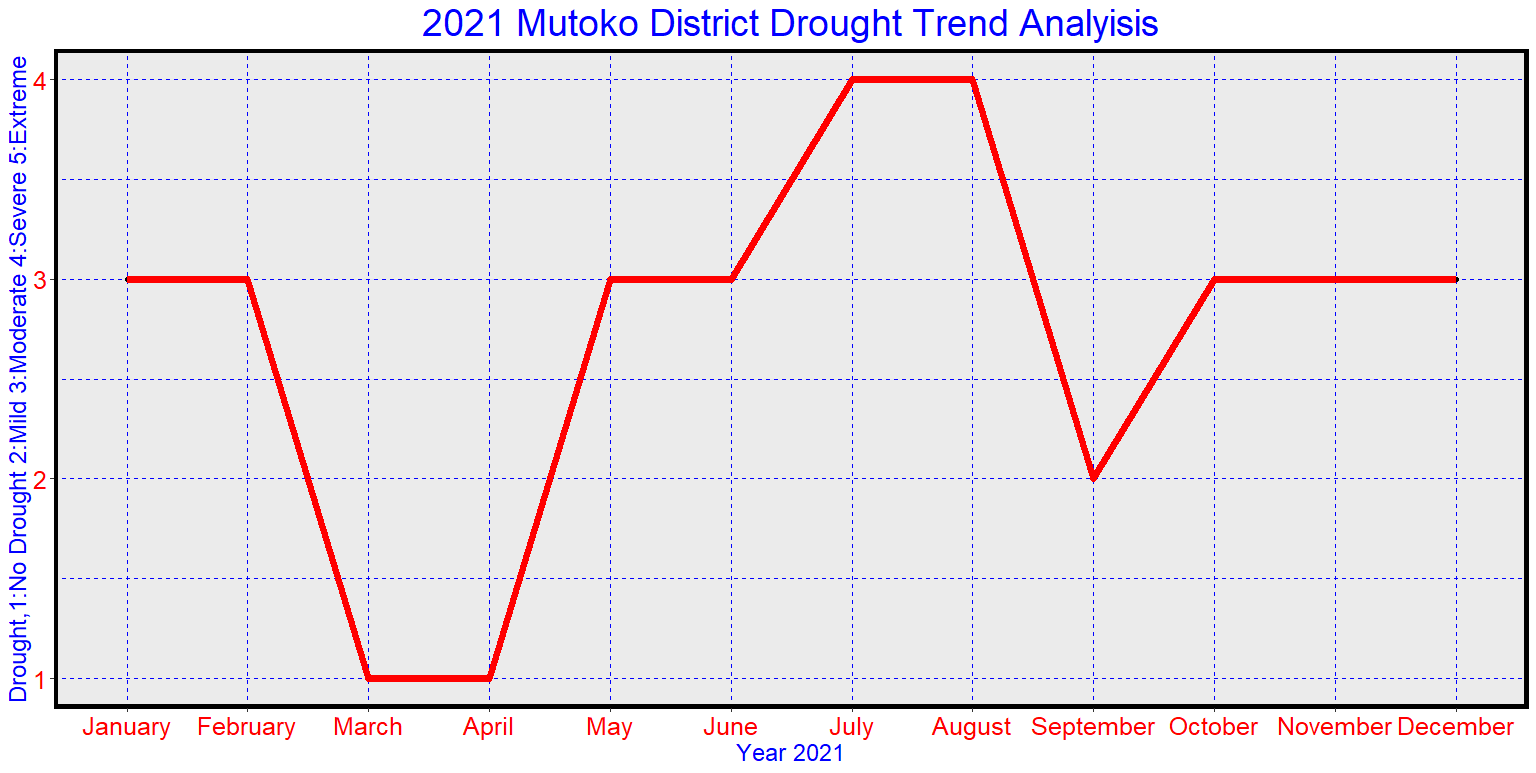 2021 Mutoko District Drought Trend Analyisis
Drought,1:No Drought 2:Mild 3:Moderate 4:Severe 5:Extreme
4
3
2
1
January February March April May June July August September October November December
Year 2021